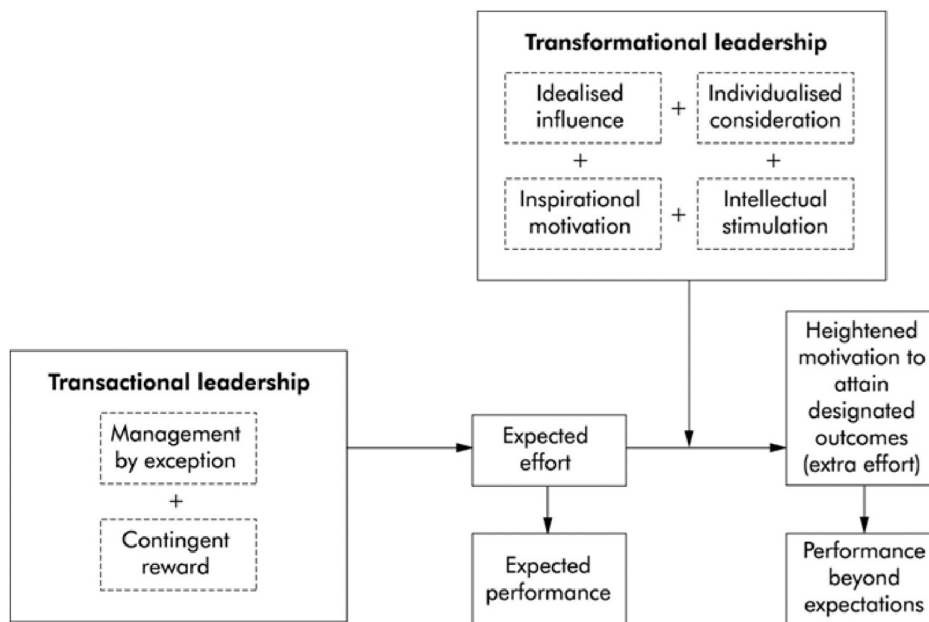 Transformational leadership
Idealised
influence
+
Individualised
consideration
+
+
Inspirational
motivation
+
Intellectual
stimulation
Transactional leadership
Management
by exception
+
Contingent
reward
Expected
effort
Heightened
motivation to
attain
designated
outcomes
(extra effort)
Expected
performance
Performance
beyond
expectations